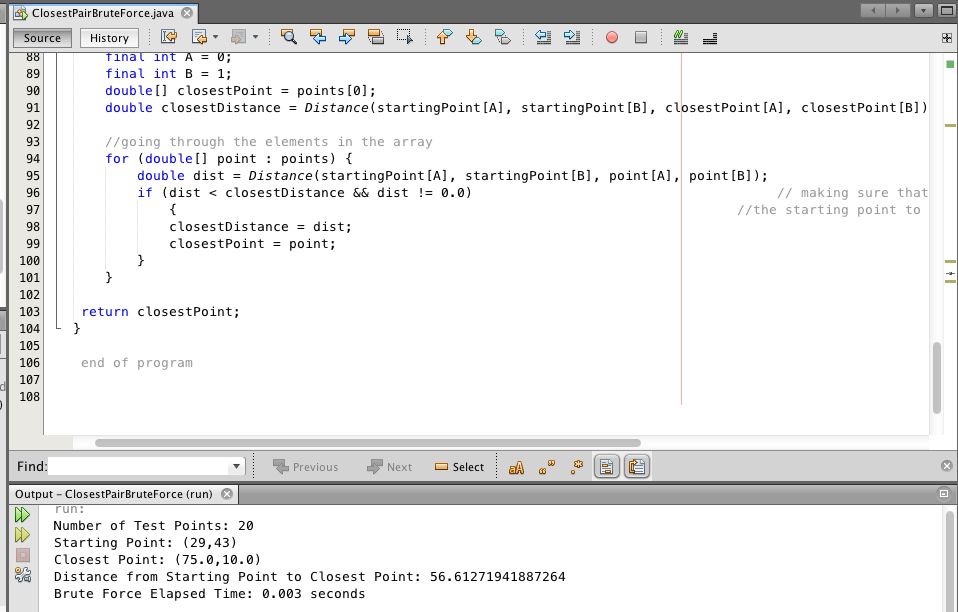 ClosestPairBruteForce.java
Source History
88 final int A = 0;
89 final int B = 1;
90 double[] closestPoint = points[0];
91 double closestDistance = Distance(startingPoint[A], startingPoint[B], closestPoint[A], closestPoint[B])
92
93 //going through the elements in the array
94 for (double[] point : points) {
95 double dist = Distance(startingPoint[A], startingPoint[B], point[A], point[B]);
96 if (dist < closestDistance && dist != 0.0) // making sure that
97 { //the starting point to
98 closestDistance = dist;
99 closestPoint = point;
100 }
101 }
102
103 return closestPoint;
104 }
105
106 end of program
107
108
Find: Previous Next Select
Output - ClosestPairBruteForce (run)
run:
Number of Test Points: 20
Starting Point: (29,43)
Closest Point: (75.0,10.0)
Distance from Starting Point to Closest Point: 56.61271941887264
Brute Force Elapsed Time: 0.003 seconds